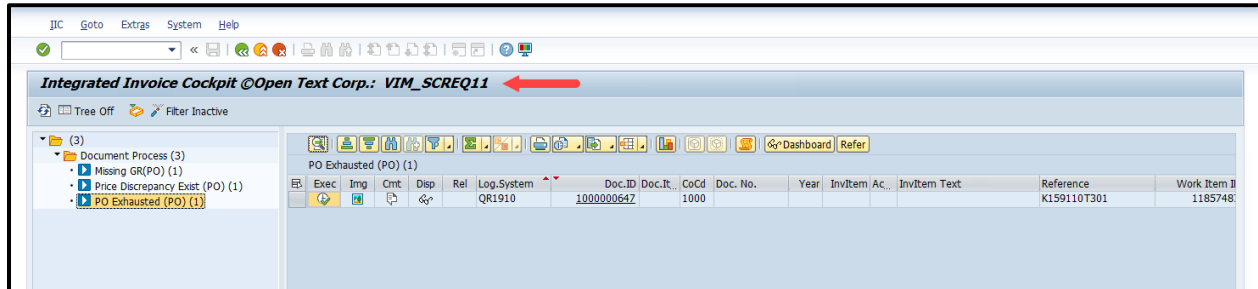 IIC Goto Extras System Help
Integrated Invoice Cockpit ©Open Text Corp.: VIM_SCREQ11
Tree Off Filter Inactive
(3)
Document Process (3)
Missing GR(PO) (1)
Price Discrepancy Exist (PO) (1)
PO Exhausted (PO) (1)
Dashboard Refer
PO Exhausted (PO) (1)
Exec Img Cmt Disp Rel Log.System Doc.ID Doc.It... CoCd Doc. No. Year InvItem Ac... InvItem Text Reference Work Item I
QR1910 1000000647 1000 K159110T301 1185748